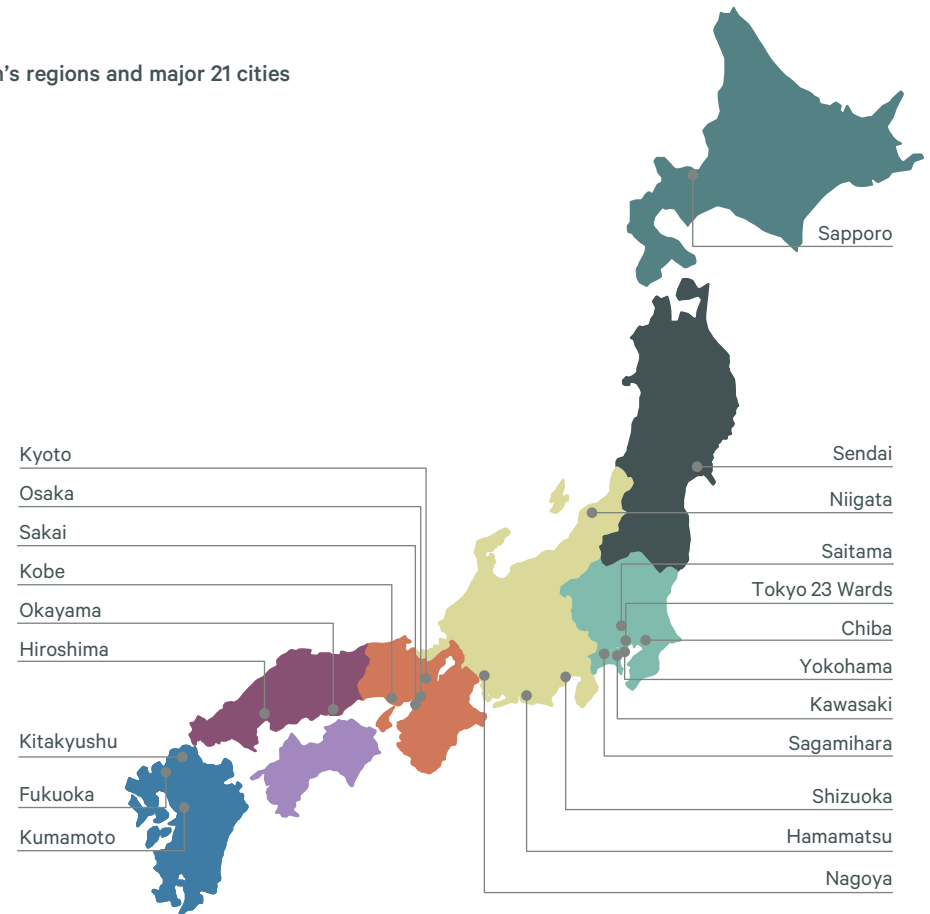 n's regions and major 21 cities
Sapporo
Kyoto
Osaka
Sakai
Kobe
Okayama
Hiroshima
Kitakyushu
Fukuoka
Kumamoto
Sendai
Niigata
Saitama
Tokyo 23 Wards
Chiba
Yokohama
Kawasaki
Sagamihara
Shizuoka
Hamamatsu
Nagoya